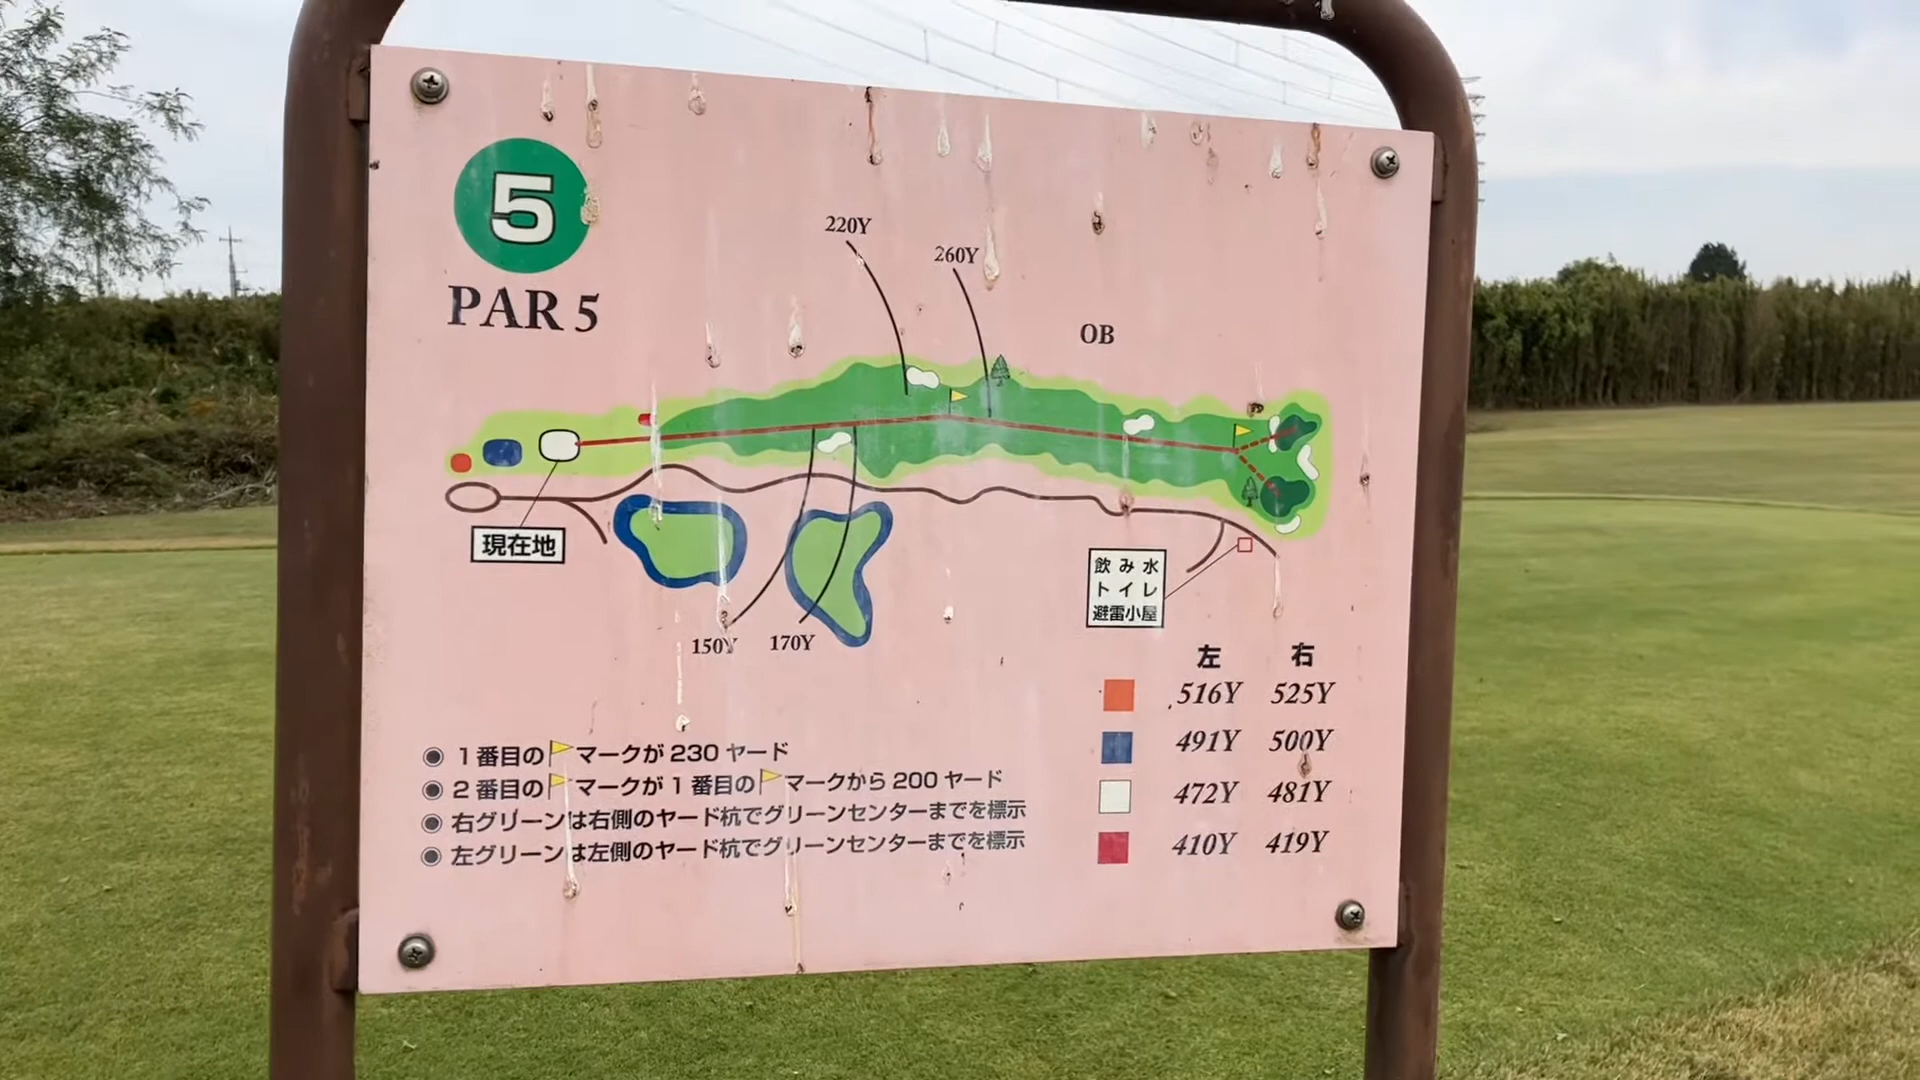 5
PAR 5
220Y
260Y
OB
現在地
飲み水
トイレ
避雷小屋
150Y 170Y
左 右
516Y 525Y
491Y 500Y
472Y 481Y
410Y 419Y
◉ 1番目のマークが 230 ヤード
◉ 2番目のマークが1番目のマークから 200 ヤード
◉ 右グリーンは右側のヤード杭でグリーンセンターまでを標示
◉ 左グリーンは左側のヤード杭でグリーンセンターまでを標示